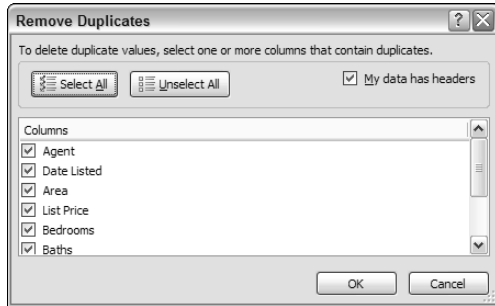 Remove Duplicates
To delete duplicate values, select one or more columns that contain duplicates.
Select All
Unselect All
My data has headers
Columns
Agent
Date Listed
Area
List Price
Bedrooms
Baths
OK
Cancel